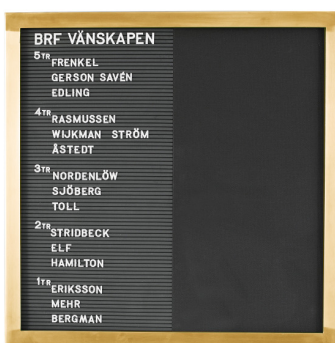 BRF VÄNSKAPEN
5TR FRENKEL
GERSON SAVÉN
EDLING
4TR RASMUSSEN
WIJKMAN STRÖM
ÅSTEDT
3TR NORDENLÖW
SJÖBERG
TOLL
2TR STRIDBECK
ELF
HAMILTON
1TR ERIKSSON
MEHR
BERGMAN